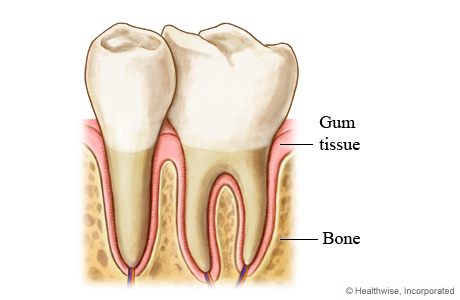 Gum
tissue
Bone
© Healthwise, Incorporated